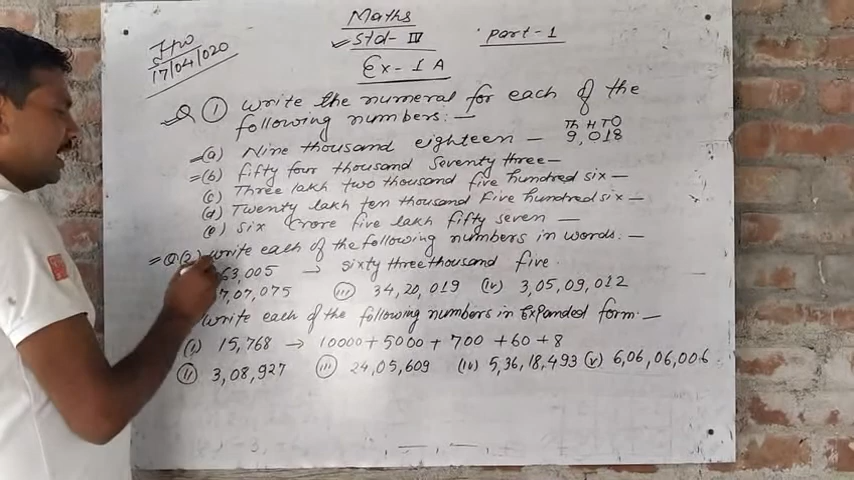 Maths
H/W
17/04/020
Std- IV
part-1
Ex-1A
Q ① write the numeral for each of the
following numbers:—
Th H T O
(a) Nine thousand eighteen — 9,018
(b) fifty four thousand Seventy three—
(c) Three lakh two thousand five hundred six—
(d) Twenty lakh ten thousand five hundred six—
(e) six crore five lakh fifty seven —
Q(2) write each of the following numbers in words:—
63,005 → sixty three thousand five.
7,07,075 (iii) 34,20,019 (iv) 3,05,09,012
write each of the following numbers in Expanded form.—
(i) 15,768 → 10000+5000+700+60+8
(ii) 3,08,927 (iii) 24,05,609 (iv) 5,36,18,493 (v) 6,06,06,006.